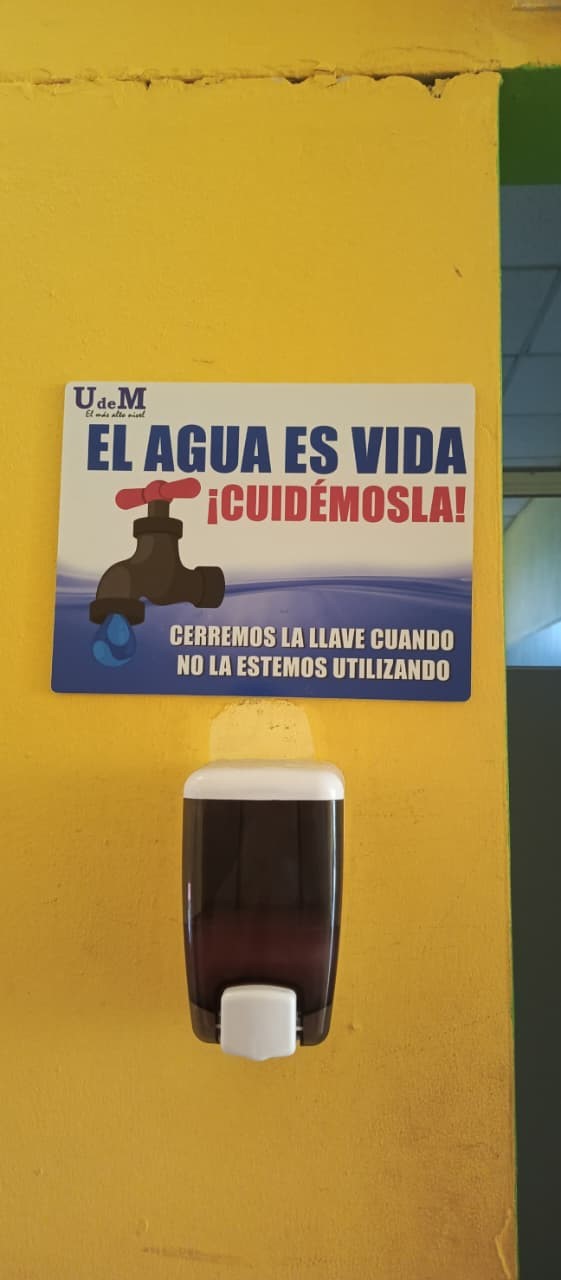 UdeM
El más alto nivel
EL AGUA ES VIDA
¡CUIDÉMOSLA!
CERREMOS LA LLAVE CUANDO
NO LA ESTEMOS UTILIZANDO